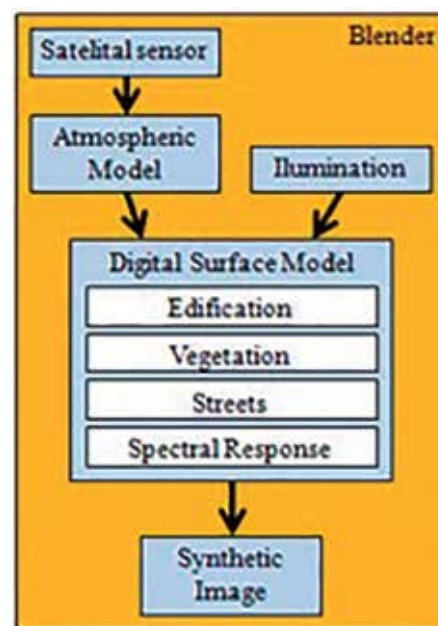 Blender
Satelital sensor
Atmospheric
Model
Ilumination
Digital Surface Model
Edification
Vegetation
Streets
Spectral Response
Synthetic
Image